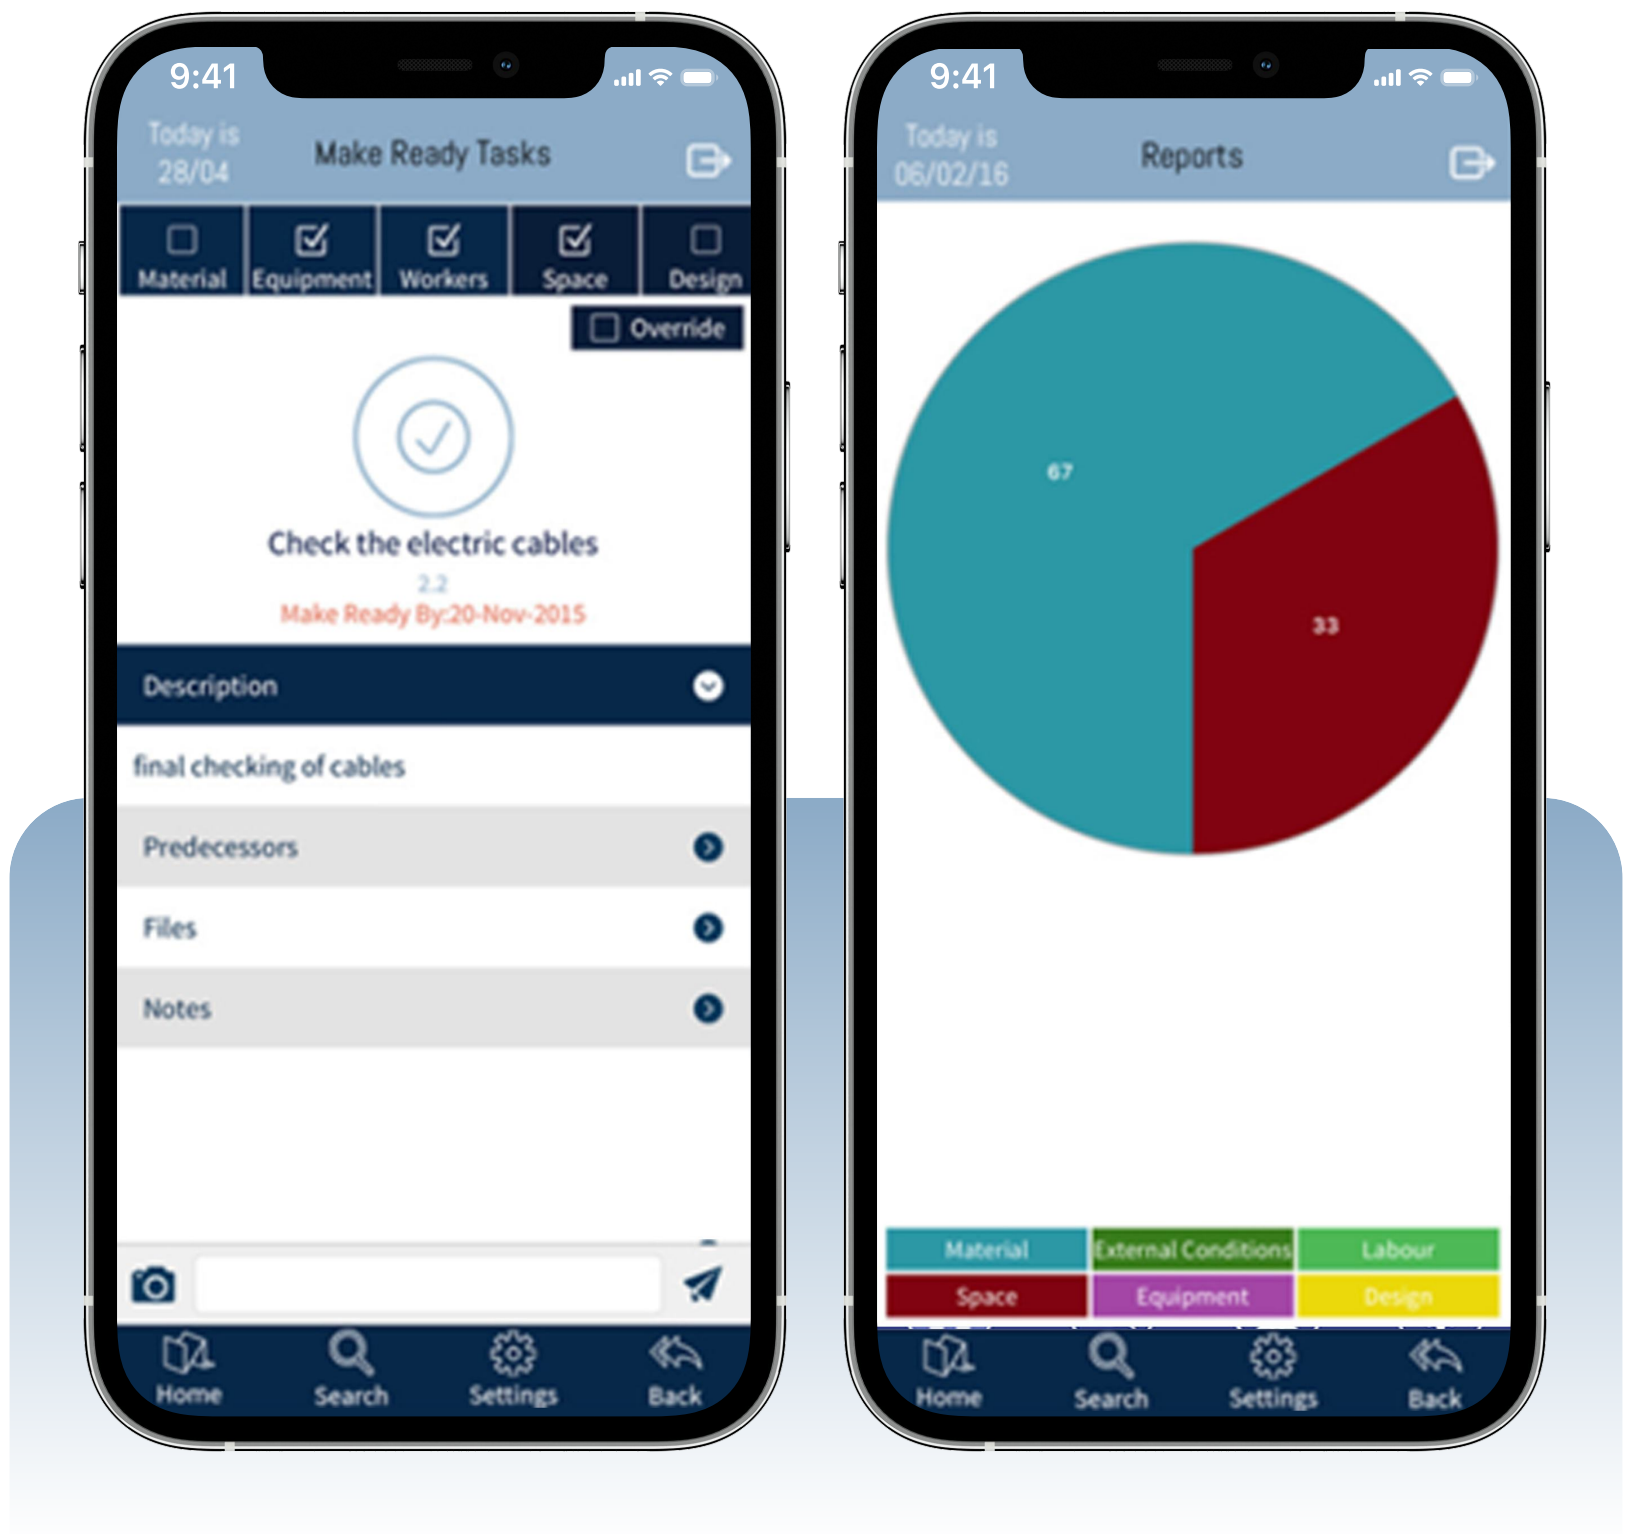 9:41
Today is
28/04
Make Ready Tasks
Material
Equipment
Workers
Space
Design
Override
Check the electric cables
2.2
Make Ready By:20-Nov-2015
Description
final checking of cables
Predecessors
Files
Notes
Home
Search
Settings
Back
9:41
Today is
06/02/16
Reports
67
33
Material
External Conditions
Labour
Space
Equipment
Design
Home
Search
Settings
Back